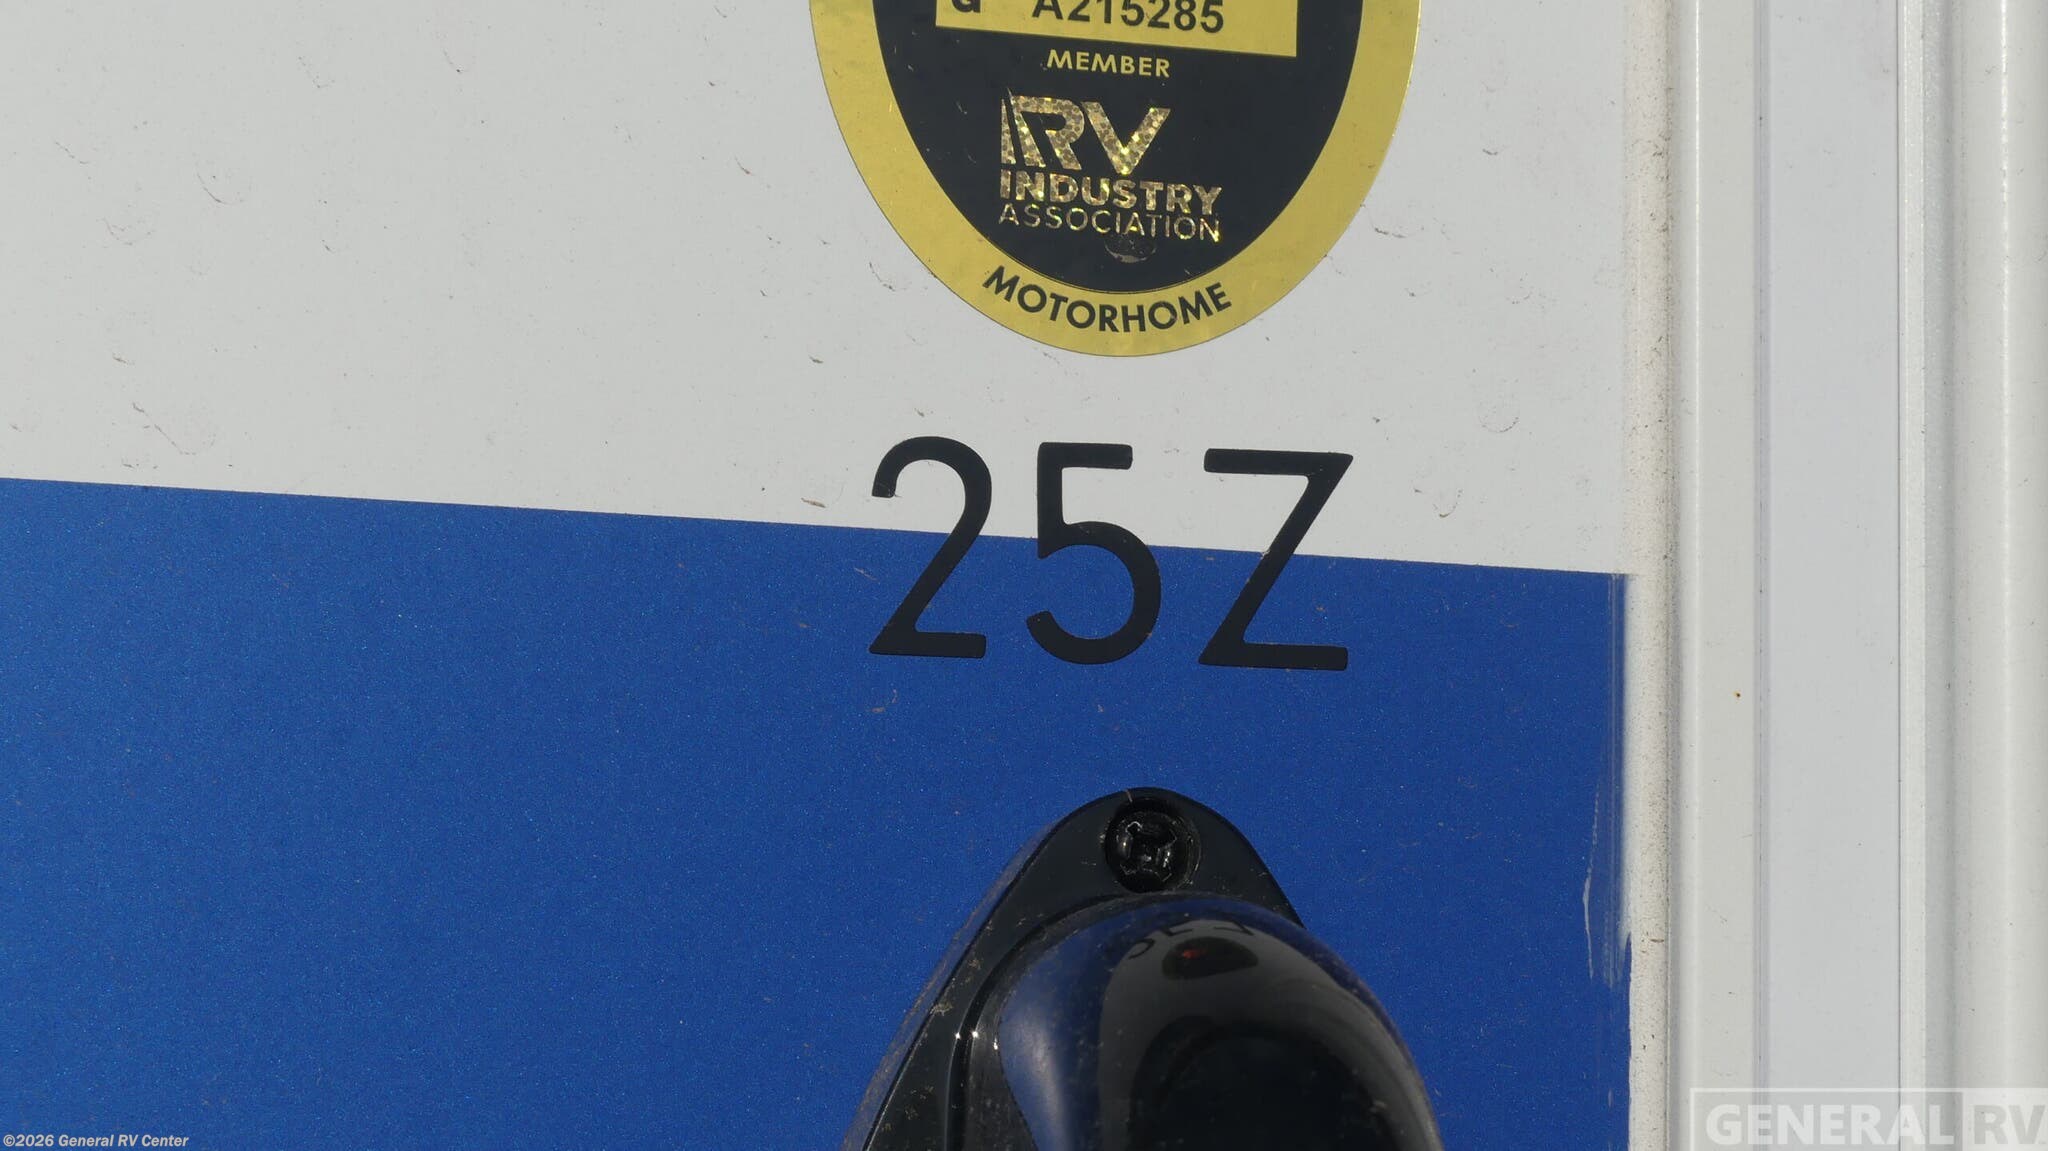 A215285
MEMBER
RV
INDUSTRY
ASSOCIATION
MOTORHOME
25Z
©2026 General RV Center
GENERAL RV